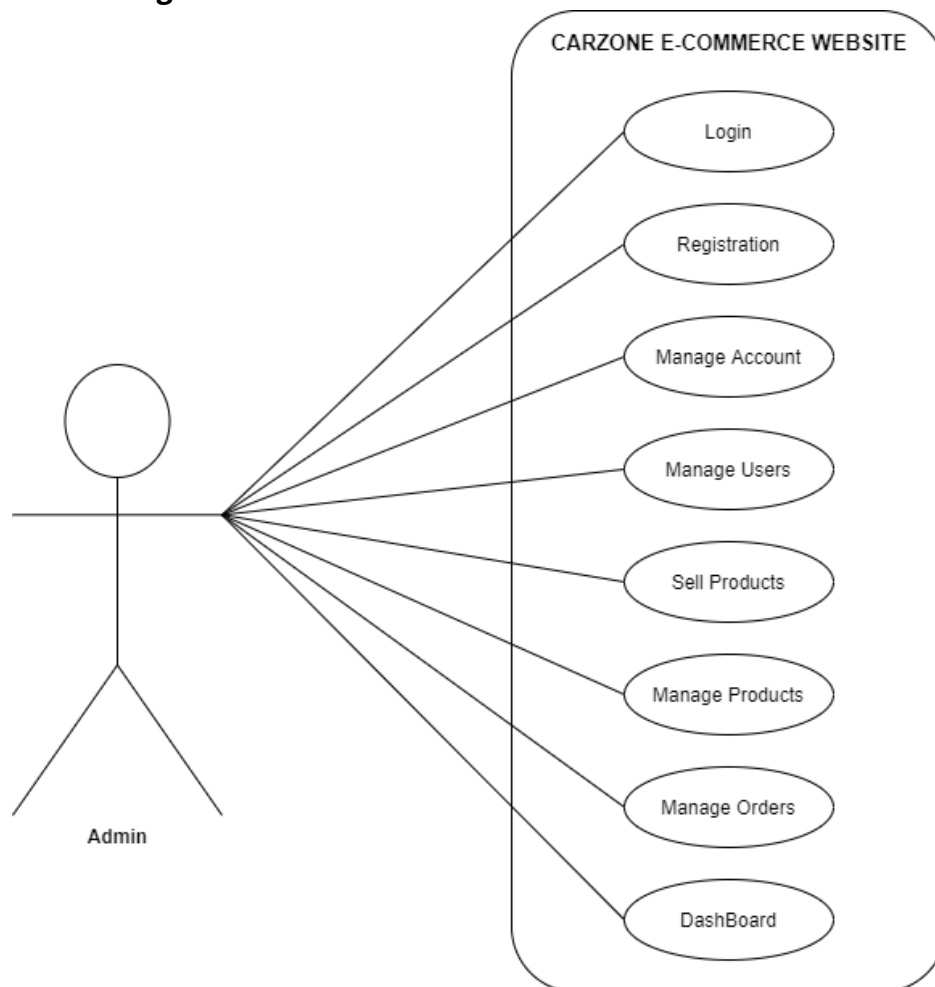 CARZONE E-COMMERCE WEBSITE
Login
Registration
Manage Account
Manage Users
Sell Products
Manage Products
Manage Orders
DashBoard
Admin